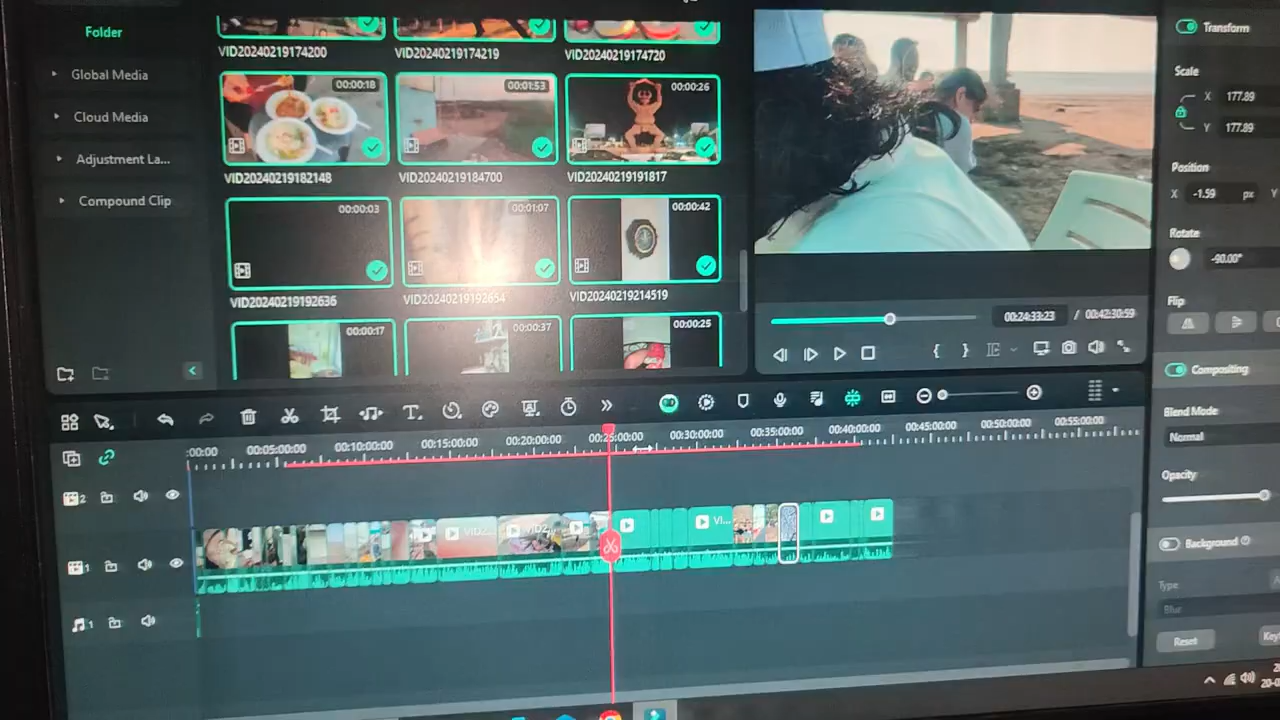 Folder
Global Media
Cloud Media
Adjustment La...
Compound Clip
VID20240219174200
VID20240219174219
VID20240219174720
00:00:18
00:01:53
00:00:26
VID20240219182148
VID20240219184700
VID20240219191817
00:00:03
00:01:07
00:00:42
VID20240219192636
VID20240219192654
VID20240219214519
00:00:17
00:00:37
00:00:25
00:24:33:23 / 00:42:30:59
Transform
Scale
X 177.89
Y 177.89
Position
X -1.59 px Y
Rotate
-90.00°
Flip
Compositing
Blend Mode
Normal
Opacity
Background
Type
Blur
Reset
:00:00 00:05:00:00 00:10:00:00 00:15:00:00 00:20:00:00 00:25:00:00 00:30:00:00 00:35:00:00 00:40:00:00 00:45:00:00 00:50:00:00 00:55:00:00
2
VI...
1
1